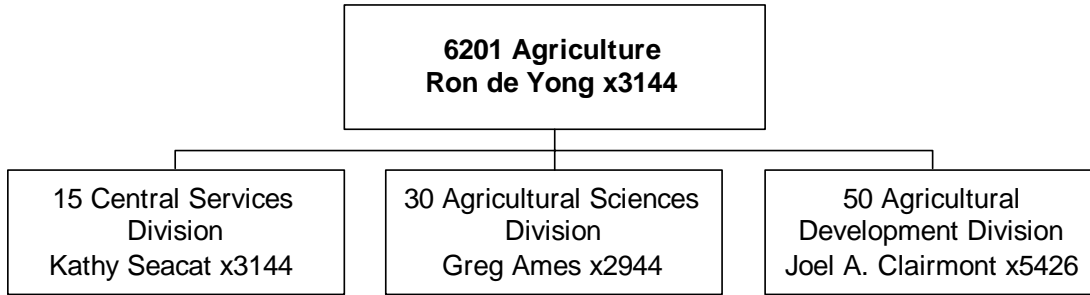 6201 Agriculture
Ron de Yong x3144
15 Central Services
Division
Kathy Seacat x3144
30 Agricultural Sciences
Division
Greg Ames x2944
50 Agricultural
Development Division
Joel A. Clairmont x5426